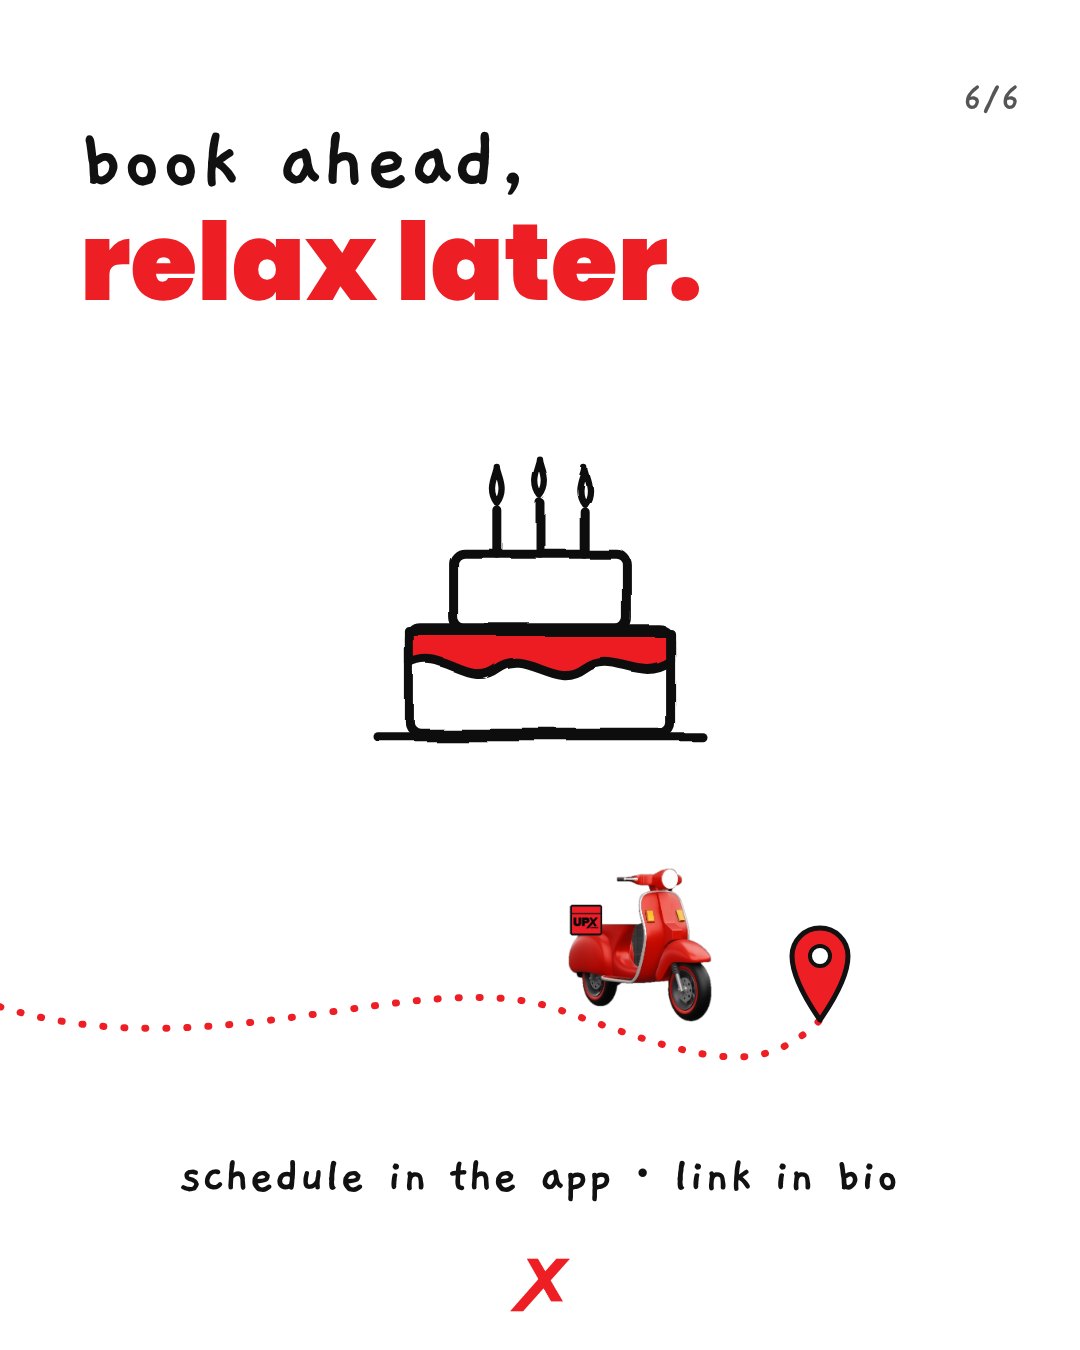 6/6
book ahead,
relax later.
UPX
schedule in the app • link in bio
X